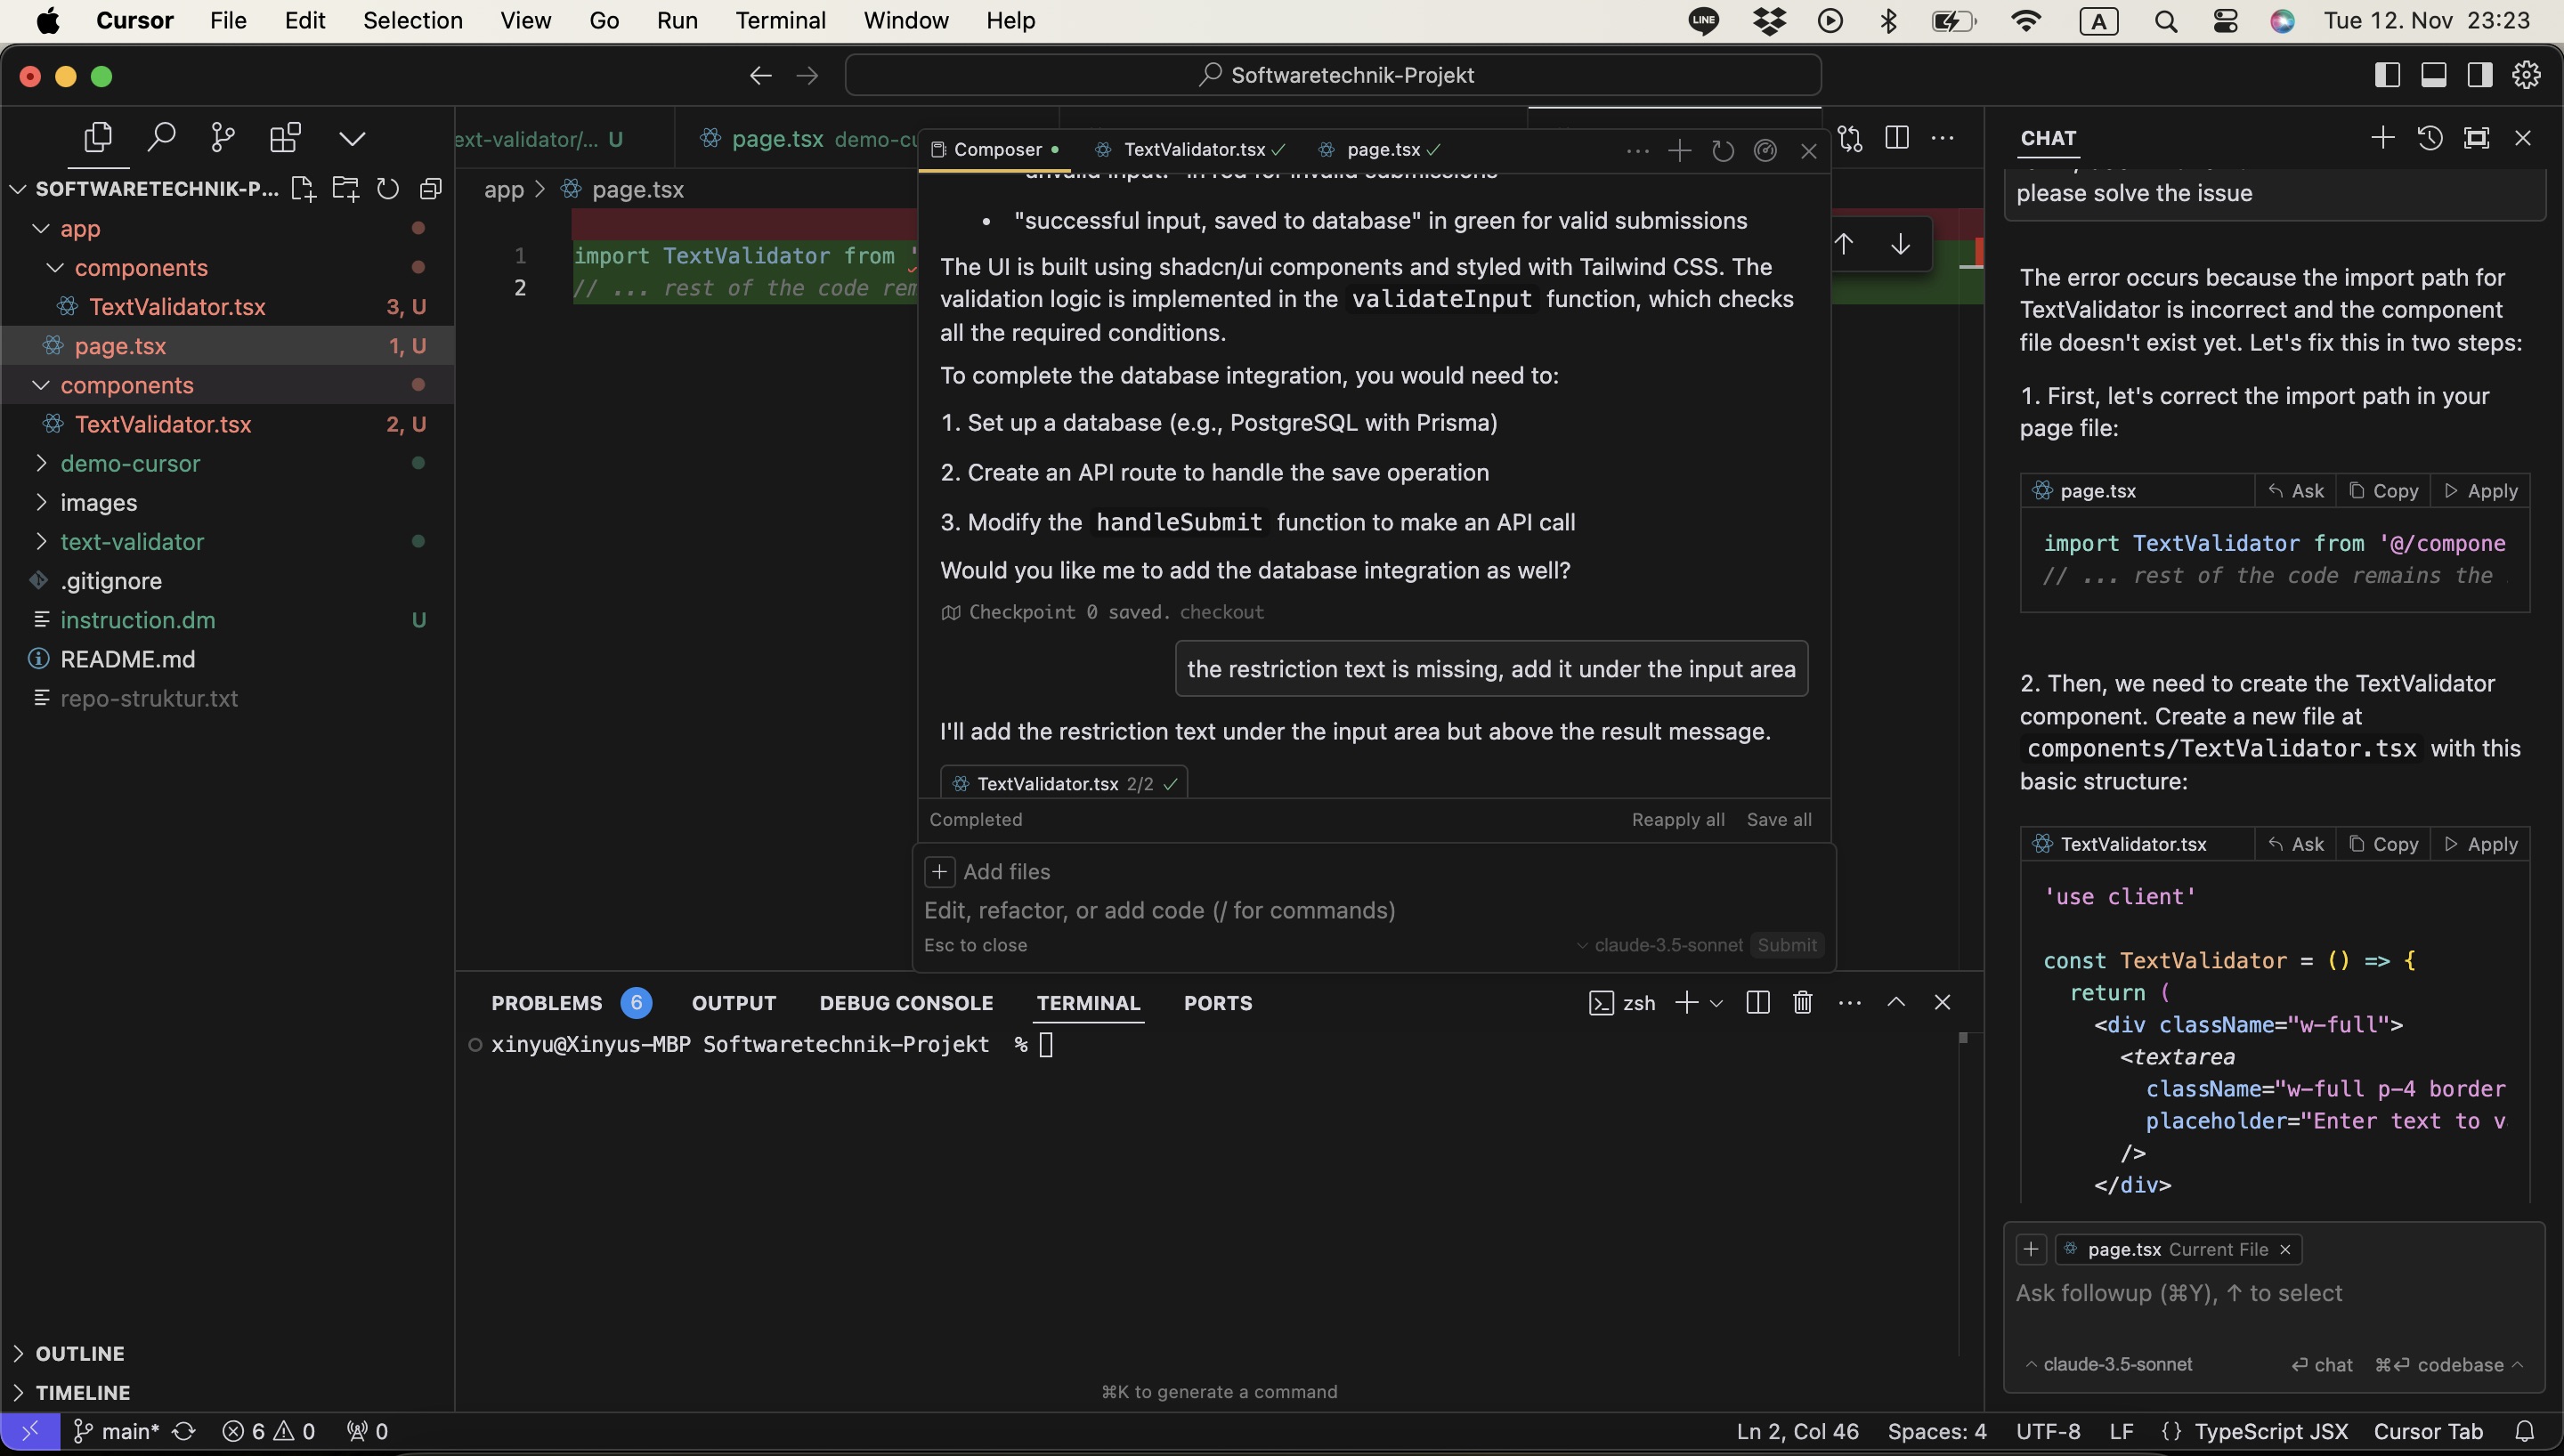 Cursor File Edit Selection View Go Run Terminal Window Help
LINE A Tue 12. Nov 23:23
Softwaretechnik-Projekt
SOFTWARETECHNIK-P...
app
components
TextValidator.tsx 3, U
page.tsx 1, U
components
TextValidator.tsx 2, U
demo-cursor
images
text-validator
.gitignore
instruction.dm U
README.md
repo-struktur.txt
OUTLINE
TIMELINE
ext-validator/... U
page.tsx demo-cu
app > page.tsx
1 import TextValidator from '
2 // ... rest of the code rem
Composer TextValidator.tsx page.tsx
input." in red for invalid submissions
• "successful input, saved to database" in green for valid submissions
The UI is built using shadcn/ui components and styled with Tailwind CSS. The
validation logic is implemented in the validateInput function, which checks
all the required conditions.
To complete the database integration, you would need to:
1. Set up a database (e.g., PostgreSQL with Prisma)
2. Create an API route to handle the save operation
3. Modify the handleSubmit function to make an API call
Would you like me to add the database integration as well?
Checkpoint 0 saved. checkout
the restriction text is missing, add it under the input area
I'll add the restriction text under the input area but above the result message.
TextValidator.tsx 2/2
Completed Reapply all Save all
+ Add files
Edit, refactor, or add code (/ for commands)
Esc to close claude-3.5-sonnet Submit
PROBLEMS 6 OUTPUT DEBUG CONSOLE TERMINAL PORTS zsh
xinyu@Xinyus-MBP Softwaretechnik-Projekt %
⌘K to generate a command
CHAT
please solve the issue
The error occurs because the import path for
TextValidator is incorrect and the component
file doesn't exist yet. Let's fix this in two steps:
1. First, let's correct the import path in your
page file:
page.tsx Ask Copy Apply
import TextValidator from '@/compone
// ... rest of the code remains the
2. Then, we need to create the TextValidator
component. Create a new file at
components/TextValidator.tsx with this
basic structure:
TextValidator.tsx Ask Copy Apply
'use client'
const TextValidator = () => {
return (
<div className="w-full">
<textarea
className="w-full p-4 border
placeholder="Enter text to v
/>
</div>
+ page.tsx Current File ×
Ask followup (⌘Y), ↑ to select
claude-3.5-sonnet ⏎ chat ⌘⏎ codebase
main* 6 0 0
Ln 2, Col 46 Spaces: 4 UTF-8 LF {} TypeScript JSX Cursor Tab